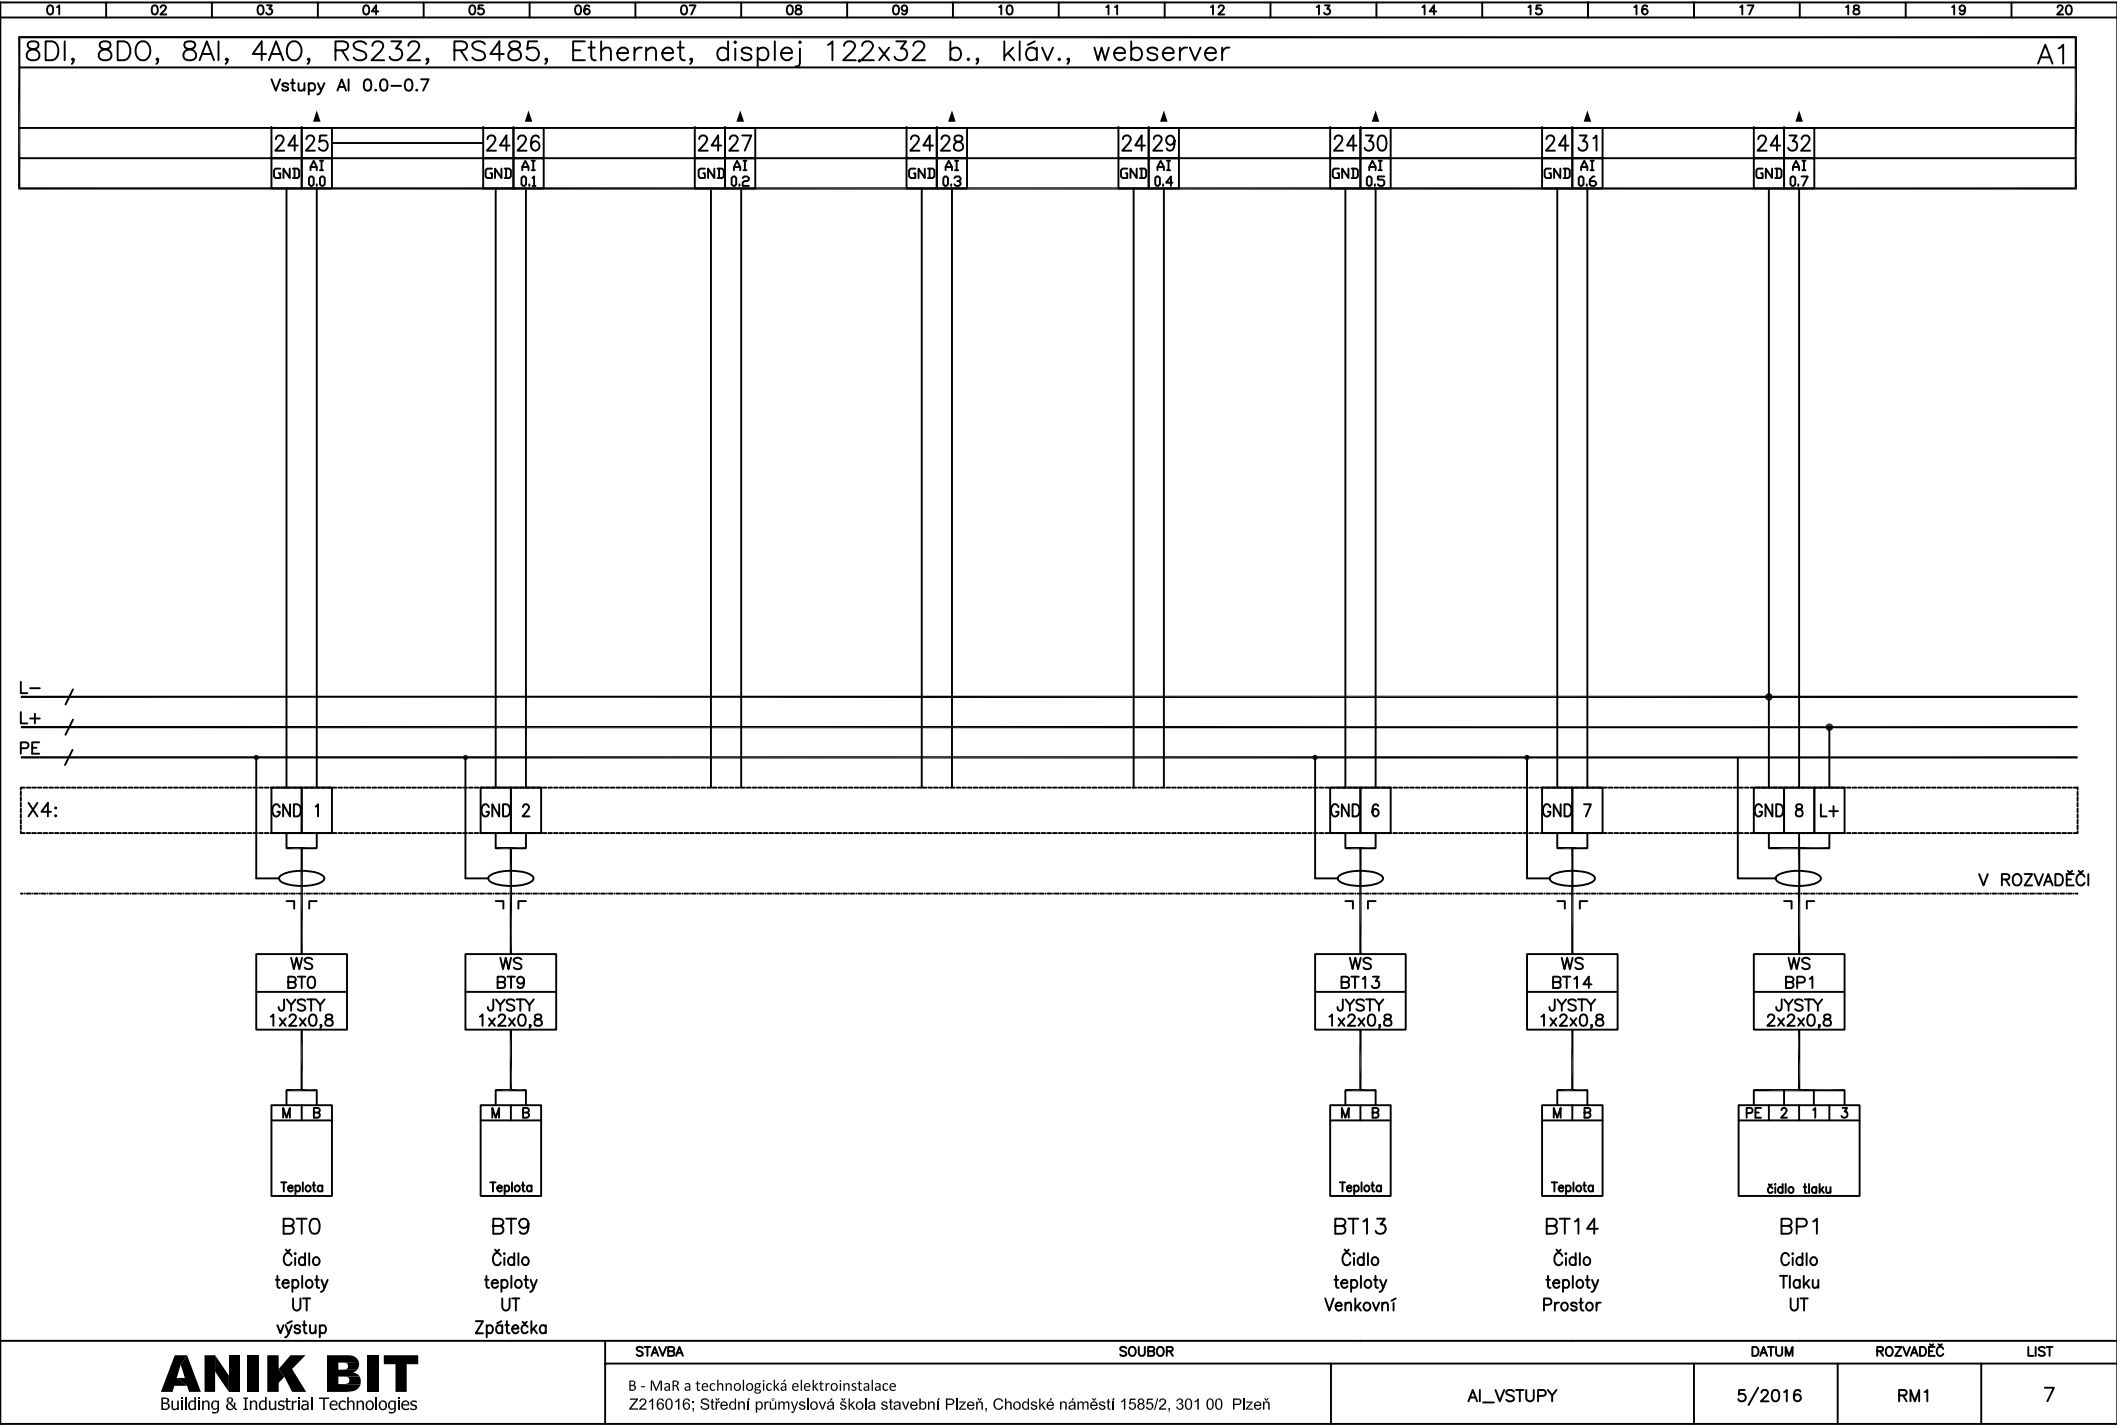 01 02 03 04 05 06 07 08 09 10 11 12 13 14 15 16 17 18 19 20
8DI, 8DO, 8AI, 4AO, RS232, RS485, Ethernet, displej 122x32 b., kláv., webserver A1
Vstupy AI 0.0-0.7
24 25 24 26 24 27 24 28 24 29 24 30 24 31 24 32
GND AI 0.0 GND AI 0.1 GND AI 0.2 GND AI 0.3 GND AI 0.4 GND AI 0.5 GND AI 0.6 GND AI 0.7
L-
L+
PE
X4: GND 1 GND 2 GND 6 GND 7 GND 8 L+
V ROZVADĚČI
WS WS WS WS WS
BT0 BT9 BT13 BT14 BP1
JYSTY JYSTY JYSTY JYSTY JYSTY
1x2x0,8 1x2x0,8 1x2x0,8 1x2x0,8 2x2x0,8
M B M B M B M B PE 2 1 3
Teplota Teplota Teplota Teplota čidlo tlaku
BT0 BT9 BT13 BT14 BP1
Čidlo Čidlo Čidlo Čidlo Cidlo
teploty teploty teploty teploty Tlaku
UT UT Venkovní Prostor UT
výstup Zpátečka
ANIK BIT
Building & Industrial Technologies
STAVBA SOUBOR DATUM ROZVADĚČ LIST
B - MaR a technologická elektroinstalace
Z216016; Střední průmyslová škola stavební Plzeň, Chodské náměstí 1585/2, 301 00 Plzeň
AI_VSTUPY 5/2016 RM1 7